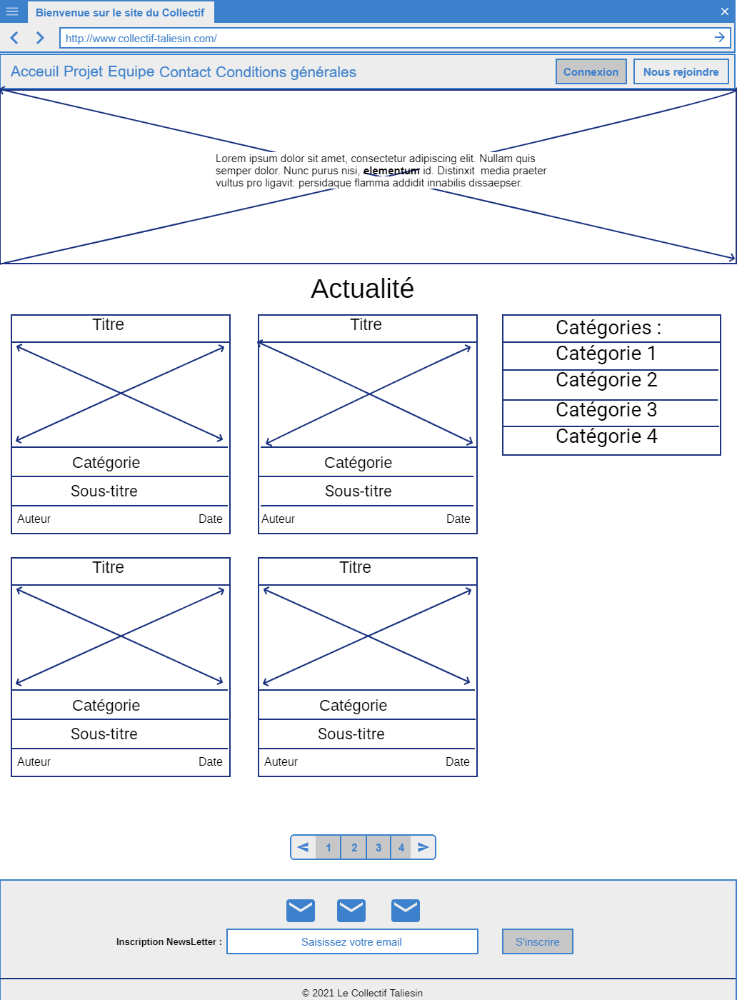 Bienvenue sur le site du Collectif
http://www.collectif-taliesin.com/
Acceuil Projet Equipe Contact Conditions générales
Connexion
Nous rejoindre
Lorem ipsum dolor sit amet, consectetur adipiscing elit. Nullam quis
semper dolor. Nunc purus nisi, elementum id. Distinxit media praeter
vultus pro ligavit: persidaque flamma addidit innabilis dissaepser.
Actualité
Titre
Catégorie
Sous-titre
Auteur Date
Titre
Catégorie
Sous-titre
Auteur Date
Catégories :
Catégorie 1
Catégorie 2
Catégorie 3
Catégorie 4
Titre
Catégorie
Sous-titre
Auteur Date
Titre
Catégorie
Sous-titre
Auteur Date
1 2 3 4
Inscription NewsLetter : Saisissez votre email S'inscrire
© 2021 Le Collectif Taliesin